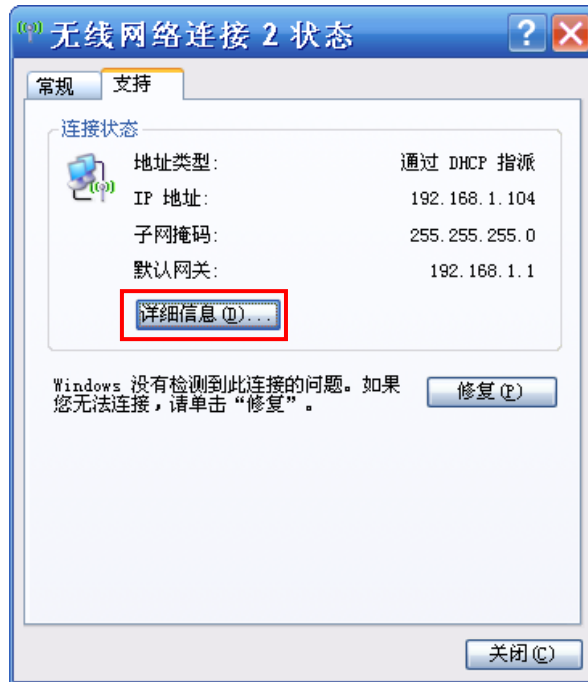 无线网络连接 2 状态
常规 支持
连接状态
地址类型: 通过 DHCP 指派
IP 地址: 192.168.1.104
子网掩码: 255.255.255.0
默认网关: 192.168.1.1
详细信息(D)...
Windows 没有检测到此连接的问题。如果
您无法连接，请单击“修复”。
修复(P)
关闭(C)